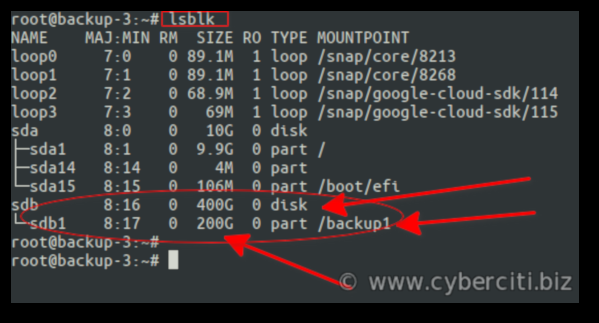 root@backup-3:~# lsblk
NAME MAJ:MIN RM SIZE RO TYPE MOUNTPOINT
loop0 7:0 0 89.1M 1 loop /snap/core/8213
loop1 7:1 0 89.1M 1 loop /snap/core/8268
loop2 7:2 0 68.9M 1 loop /snap/google-cloud-sdk/114
loop3 7:3 0 69M 1 loop /snap/google-cloud-sdk/115
sda 8:0 0 10G 0 disk
├─sda1 8:1 0 9.9G 0 part /
├─sda14 8:14 0 4M 0 part
└─sda15 8:15 0 106M 0 part /boot/efi
sdb 8:16 0 400G 0 disk
└─sdb1 8:17 0 200G 0 part /backup1
root@backup-3:~#
root@backup-3:~#
© www.cyberciti.biz